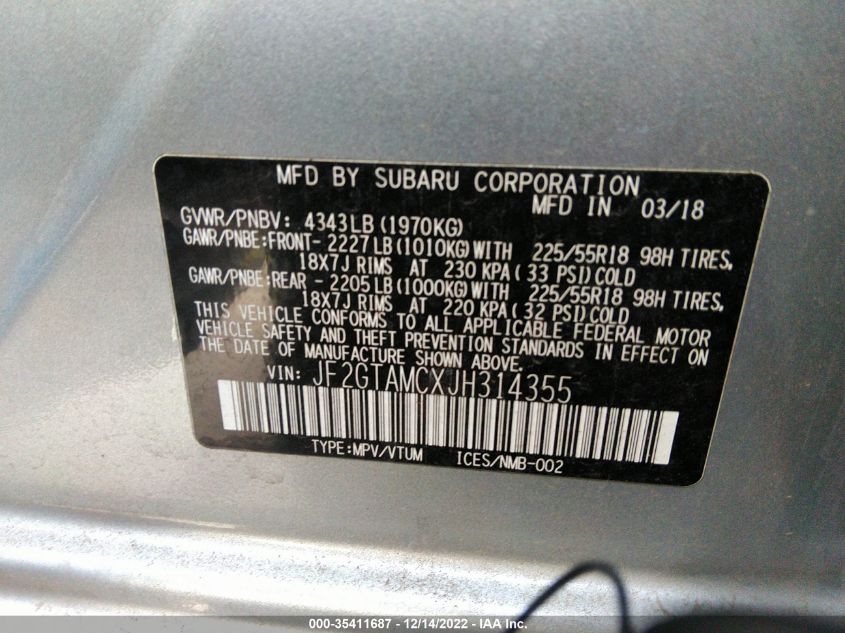 MFD BY SUBARU CORPORATION
MFD IN 03/18
GVWR/PNBV: 4343LB (1970KG)
GAWR/PNBE:FRONT- 2227LB(1010KG)WITH 225/55R18 98H TIRES,
18X7J RIMS AT 230 KPA( 33 PSI)COLD
GAWR/PNBE:REAR - 2205LB(1000KG)WITH 225/55R18 98H TIRES,
18X7J RIMS AT 220 KPA( 32 PSI)COLD
THIS VEHICLE CONFORMS TO ALL APPLICABLE FEDERAL MOTOR
VEHICLE SAFETY AND THEFT PREVENTION STANDARDS IN EFFECT ON
THE DATE OF MANUFACTURE SHOWN ABOVE.
VIN: JF2GTAMCXJH314355
TYPE:MPV/VTUM ICES/NMB-002
000-35411687 - 12/14/2022 - IAA Inc.